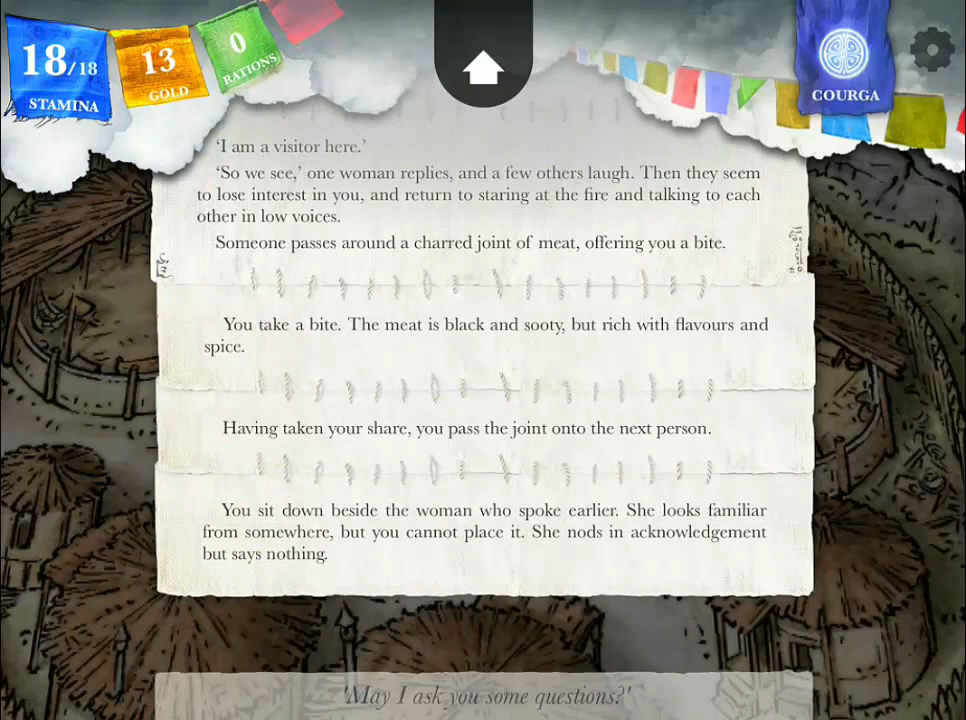 18/18
STAMINA
13
GOLD
0
RATIONS
COURGA
‘I am a visitor here.’
‘So we see,’ one woman replies, and a few others laugh. Then they seem
to lose interest in you, and return to staring at the fire and talking to each
other in low voices.
Someone passes around a charred joint of meat, offering you a bite.
You take a bite. The meat is black and sooty, but rich with flavours and
spice.
Having taken your share, you pass the joint onto the next person.
You sit down beside the woman who spoke earlier. She looks familiar
from somewhere, but you cannot place it. She nods in acknowledgement
but says nothing.
'May I ask you some questions?'